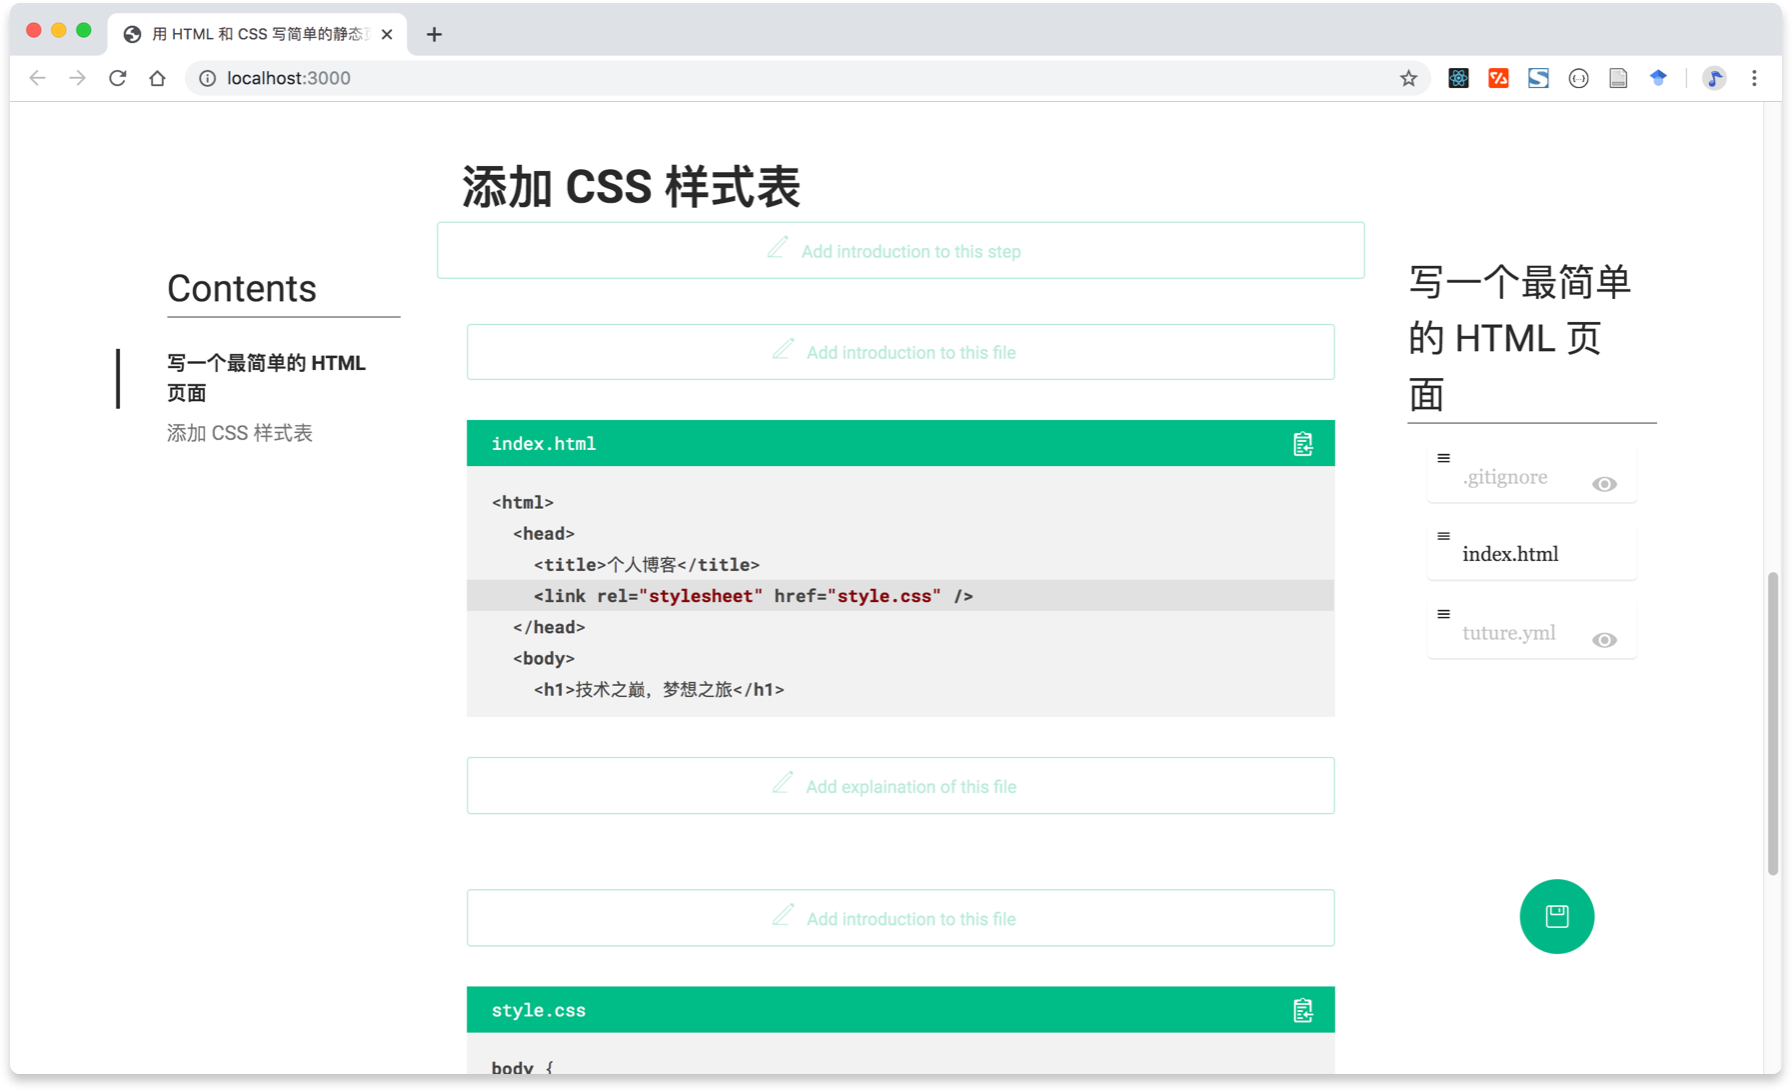 用 HTML 和 CSS 写简单的静态
localhost:3000
添加 CSS 样式表
Add introduction to this step
Contents
写一个最简单的 HTML
页面
添加 CSS 样式表
Add introduction to this file
index.html
<html>
<head>
<title>个人博客</title>
<link rel="stylesheet" href="style.css" />
</head>
<body>
<h1>技术之巅，梦想之旅</h1>
Add explaination of this file
Add introduction to this file
style.css
body {
写一个最简单
的 HTML 页
面
.gitignore
index.html
tuture.yml